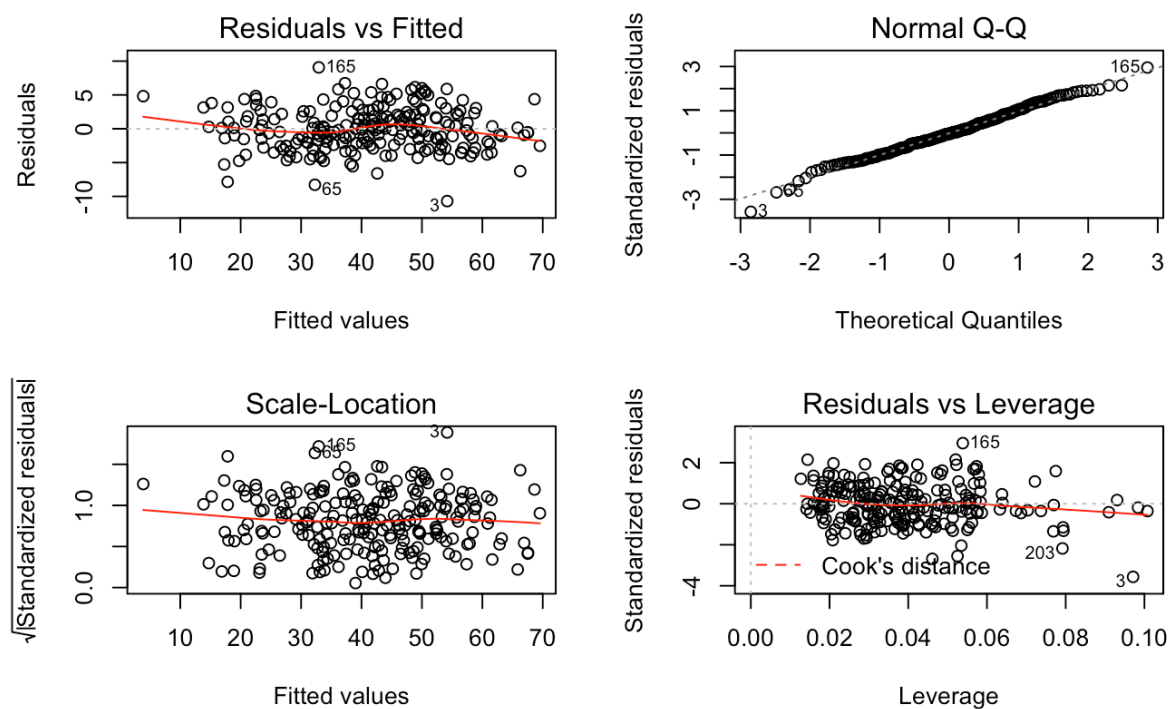 Residuals vs Fitted
Residuals
5
0
-10
165
65
3
10 20 30 40 50 60 70
Fitted values
Normal Q-Q
Standardized residuals
3
1
-1
-3
165
3
-3 -2 -1 0 1 2 3
Theoretical Quantiles
Scale-Location
√|Standardized residuals|
1.0
0.0
3
165
65
10 20 30 40 50 60 70
Fitted values
Residuals vs Leverage
Standardized residuals
2
0
-4
165
203
3
Cook's distance
0.00 0.02 0.04 0.06 0.08 0.10
Leverage